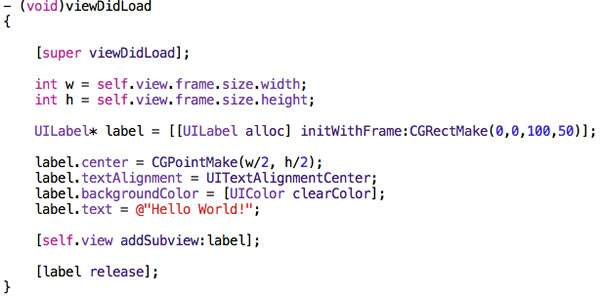 - (void)viewDidLoad
{
[super viewDidLoad];
int w = self.view.frame.size.width;
int h = self.view.frame.size.height;
UILabel* label = [[UILabel alloc] initWithFrame:CGRectMake(0,0,100,50)];
label.center = CGPointMake(w/2, h/2);
label.textAlignment = UITextAlignmentCenter;
label.backgroundColor = [UIColor clearColor];
label.text = @"Hello World!";
[self.view addSubview:label];
[label release];
}